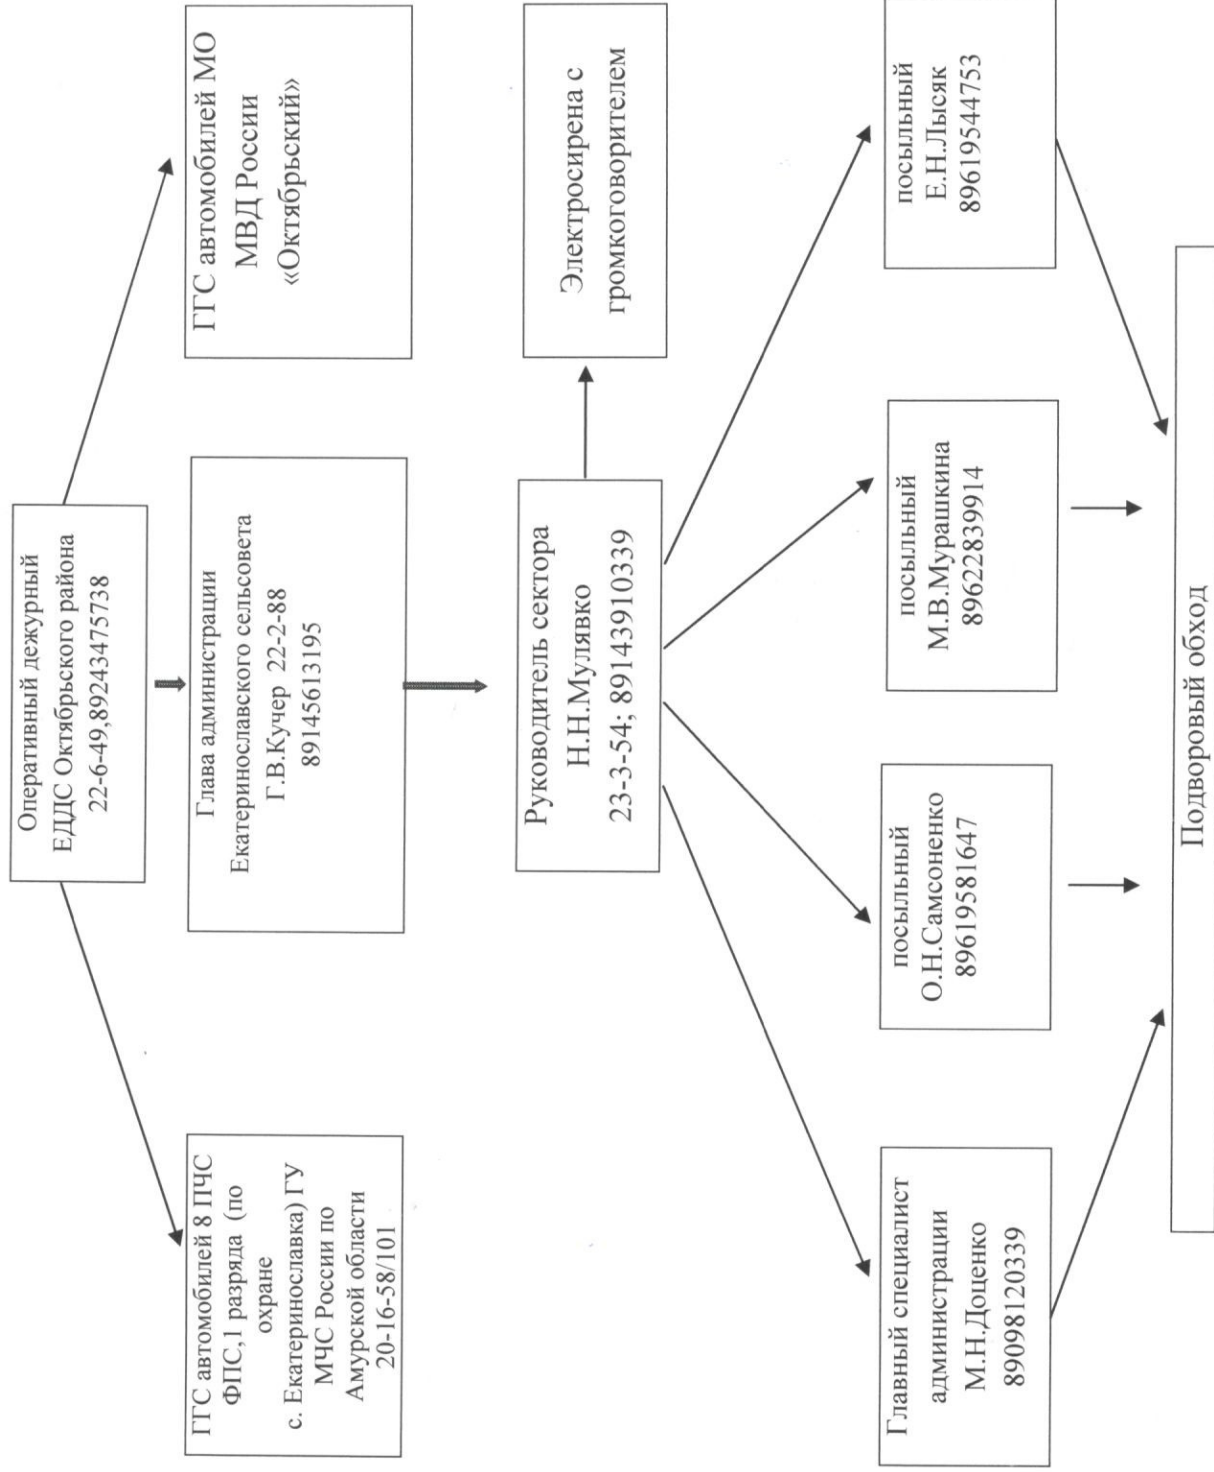 Оперативный дежурный
ЕДДС Октябрьского района
22-6-49,89243475738
ГГС автомобилей 8 ПЧС
ФПС,1 разряда (по
охране
с. Екатеринославка) ГУ
МЧС России по
Амурской области
20-16-58/101
Глава администрации
Екатеринославского сельсовета
Г.В.Кучер 22-2-88
89145613195
ГГС автомобилей МО
МВД России
«Октябрьский»
Руководитель сектора
Н.Н.Мулявко
23-3-54; 89143910339
Электросирена с
громкоговорителем
Главный специалист
администрации
М.Н.Доценко
89098120339
посыльный
О.Н.Самсоненко
89619581647
посыльный
М.В.Мурашкина
89622839914
посыльный
Е.Н.Лысяк
89619544753
Подворовый обход